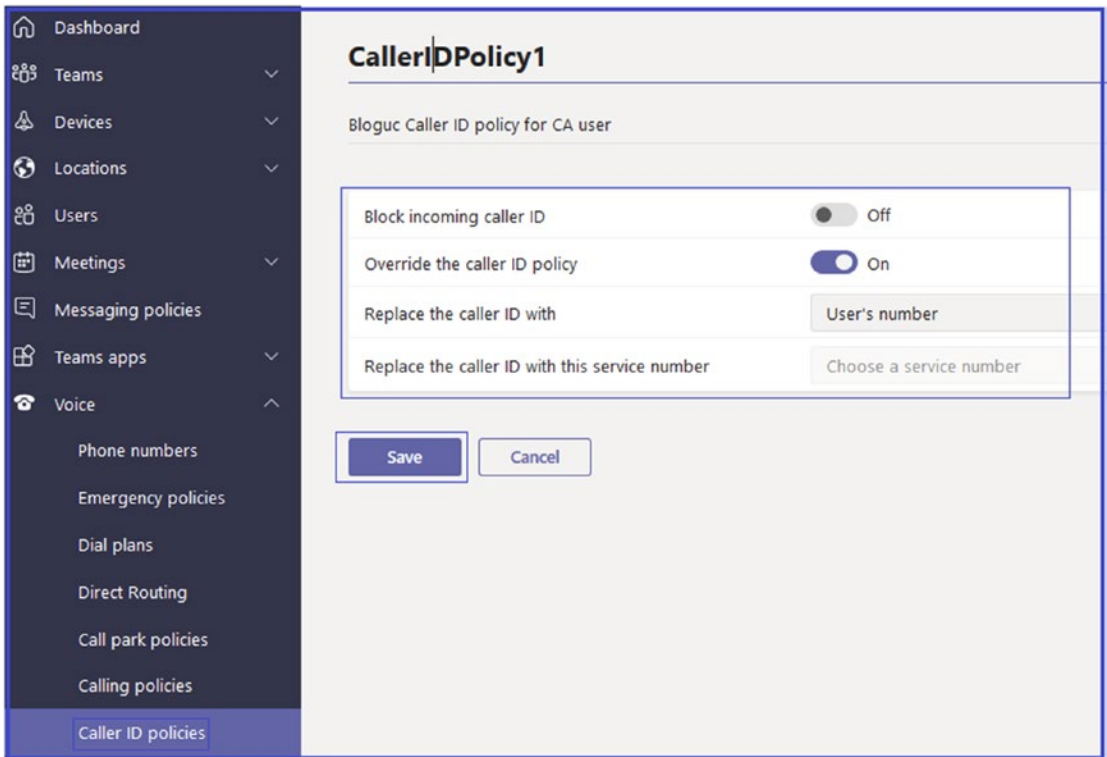 Dashboard
Teams
Devices
Locations
Users
Meetings
Messaging policies
Teams apps
Voice
Phone numbers
Emergency policies
Dial plans
Direct Routing
Call park policies
Calling policies
Caller ID policies
CallerIDPolicy1
Bloguc Caller ID policy for CA user
Block incoming caller ID Off
Override the caller ID policy On
Replace the caller ID with User's number
Replace the caller ID with this service number Choose a service number
Save Cancel